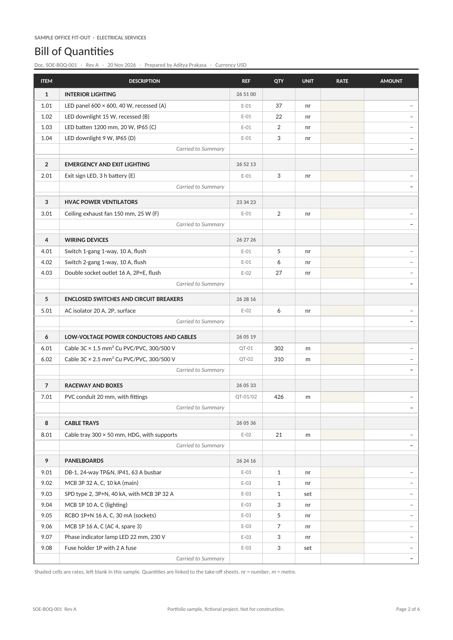 SAMPLE OFFICE FIT-OUT / ELECTRICAL SERVICES
Bill of Quantities
Doc. SOE-BOQ-001 · Rev A · 20 Nov 2026 · Prepared by Aditya Prakasa · Currency USD
ITEM DESCRIPTION REF QTY UNIT RATE AMOUNT
1 INTERIOR LIGHTING 26 51 00
1.01 LED panel 600 × 600, 40 W, recessed (A) E-01 37 nr –
1.02 LED downlight 15 W, recessed (B) E-01 22 nr –
1.03 LED batten 1200 mm, 20 W, IP65 (C) E-01 2 nr –
1.04 LED downlight 9 W, IP65 (D) E-01 3 nr –
Carried to Summary –
2 EMERGENCY AND EXIT LIGHTING 26 52 13
2.01 Exit sign LED, 3 h battery (E) E-01 3 nr –
Carried to Summary –
3 HVAC POWER VENTILATORS 23 34 23
3.01 Ceiling exhaust fan 150 mm, 25 W (F) E-01 2 nr –
Carried to Summary –
4 WIRING DEVICES 26 27 26
4.01 Switch 1-gang 1-way, 10 A, flush E-01 5 nr –
4.02 Switch 2-gang 1-way, 10 A, flush E-01 6 nr –
4.03 Double socket outlet 16 A, 2P+E, flush E-02 27 nr –
Carried to Summary –
5 ENCLOSED SWITCHES AND CIRCUIT BREAKERS 26 28 16
5.01 AC isolator 20 A, 2P, surface E-02 6 nr –
Carried to Summary –
6 LOW-VOLTAGE POWER CONDUCTORS AND CABLES 26 05 19
6.01 Cable 3C × 1.5 mm² Cu PVC/PVC, 300/500 V QT-01 302 m –
6.02 Cable 3C × 2.5 mm² Cu PVC/PVC, 300/500 V QT-02 310 m –
Carried to Summary –
7 RACEWAY AND BOXES 26 05 33
7.01 PVC conduit 20 mm, with fittings QT-01/02 426 m –
Carried to Summary –
8 CABLE TRAYS 26 05 36
8.01 Cable tray 300 × 50 mm, HDG, with supports E-02 21 m –
Carried to Summary –
9 PANELBOARDS 26 24 16
9.01 DB-1, 24-way TP&N, IP41, 63 A busbar E-03 1 nr –
9.02 MCB 3P 32 A, C, 10 kA (main) E-03 1 nr –
9.03 SPD type 2, 3P+N, 40 kA, with MCB 3P 32 A E-03 1 set –
9.04 MCB 1P 10 A, C (lighting) E-03 3 nr –
9.05 RCBO 1P+N 16 A, C, 30 mA (sockets) E-03 5 nr –
9.06 MCB 1P 16 A, C (AC 4, spare 3) E-03 7 nr –
9.07 Phase indicator lamp LED 22 mm, 230 V E-03 3 nr –
9.08 Fuse holder 1P with 2 A fuse E-03 3 set –
Carried to Summary –
Shaded cells are rates, left blank in this sample. Quantities are linked to the take-off sheets. nr = number, m = metre.
SOE-BOQ-001 Rev A Portfolio sample, fictional project. Not for construction. Page 2 of 6